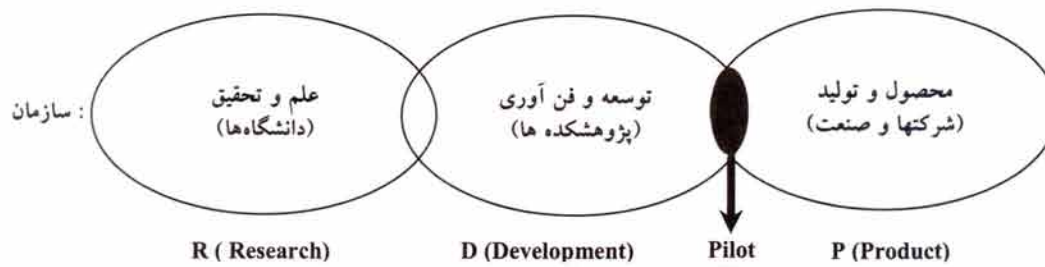 سازمان :
علم و تحقیق
(دانشگاه‌ها)
توسعه و فن آوری
(پژوهشکده ها)
محصول و تولید
(شرکتها و صنعت)
R ( Research)
D (Development)
Pilot
P (Product)